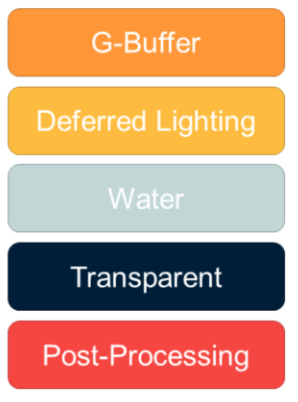 G-Buffer
Deferred Lighting
Water
Transparent
Post-Processing